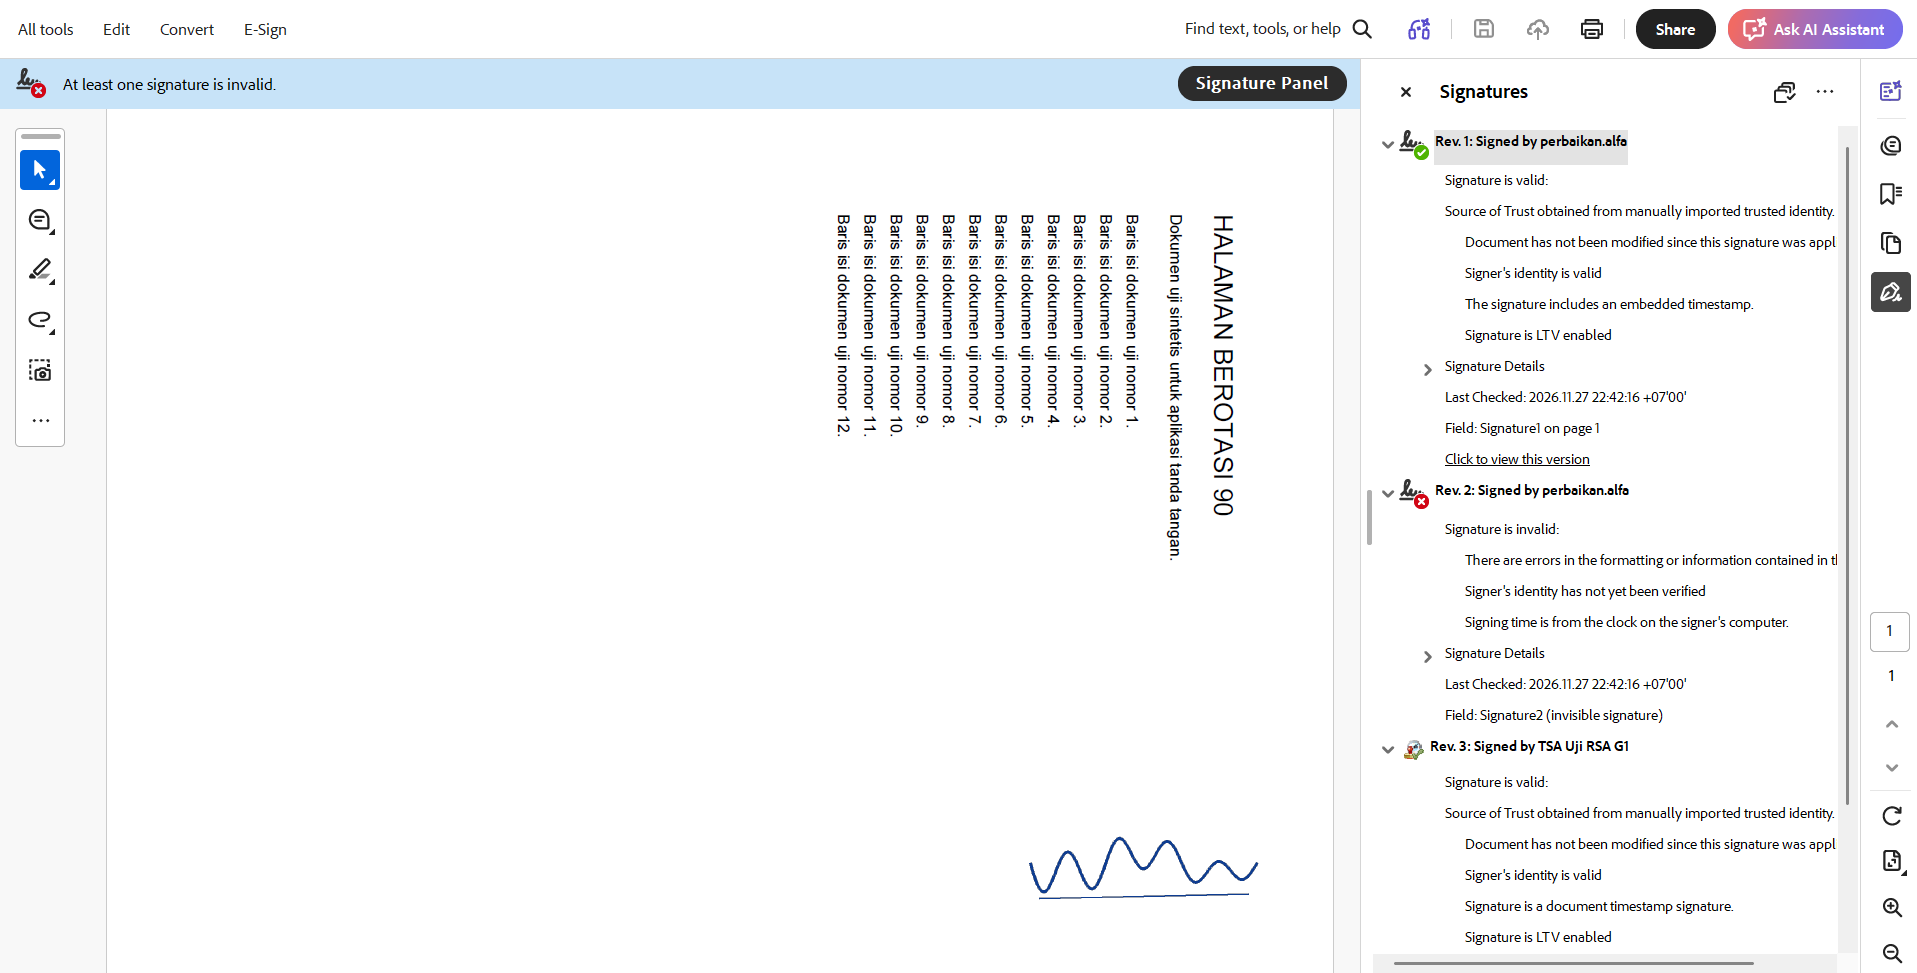 All tools
Edit
Convert
E-Sign
Find text, tools, or help
Share
Ask AI Assistant
At least one signature is invalid.
Signature Panel
HALAMAN BEROTASI 90
Dokumen uji sintetis untuk aplikasi tanda tangan.
Baris isi dokumen uji nomor 1.
Baris isi dokumen uji nomor 2.
Baris isi dokumen uji nomor 3.
Baris isi dokumen uji nomor 4.
Baris isi dokumen uji nomor 5.
Baris isi dokumen uji nomor 6.
Baris isi dokumen uji nomor 7.
Baris isi dokumen uji nomor 8.
Baris isi dokumen uji nomor 9.
Baris isi dokumen uji nomor 10.
Baris isi dokumen uji nomor 11.
Baris isi dokumen uji nomor 12.
Signatures
Rev. 1: Signed by perbaikan.alfa
Signature is valid:
Source of Trust obtained from manually imported trusted identity.
Document has not been modified since this signature was appl
Signer's identity is valid
The signature includes an embedded timestamp.
Signature is LTV enabled
Signature Details
Last Checked: 2026.11.27 22:42:16 +07'00'
Field: Signature1 on page 1
Click to view this version
Rev. 2: Signed by perbaikan.alfa
Signature is invalid:
There are errors in the formatting or information contained in
Signer's identity has not yet been verified
Signing time is from the clock on the signer's computer.
Signature Details
Last Checked: 2026.11.27 22:42:16 +07'00'
Field: Signature2 (invisible signature)
Rev. 3: Signed by TSA Uji RSA G1
Signature is valid:
Source of Trust obtained from manually imported trusted identity.
Document has not been modified since this signature was appl
Signer's identity is valid
Signature is a document timestamp signature.
Signature is LTV enabled
1
1